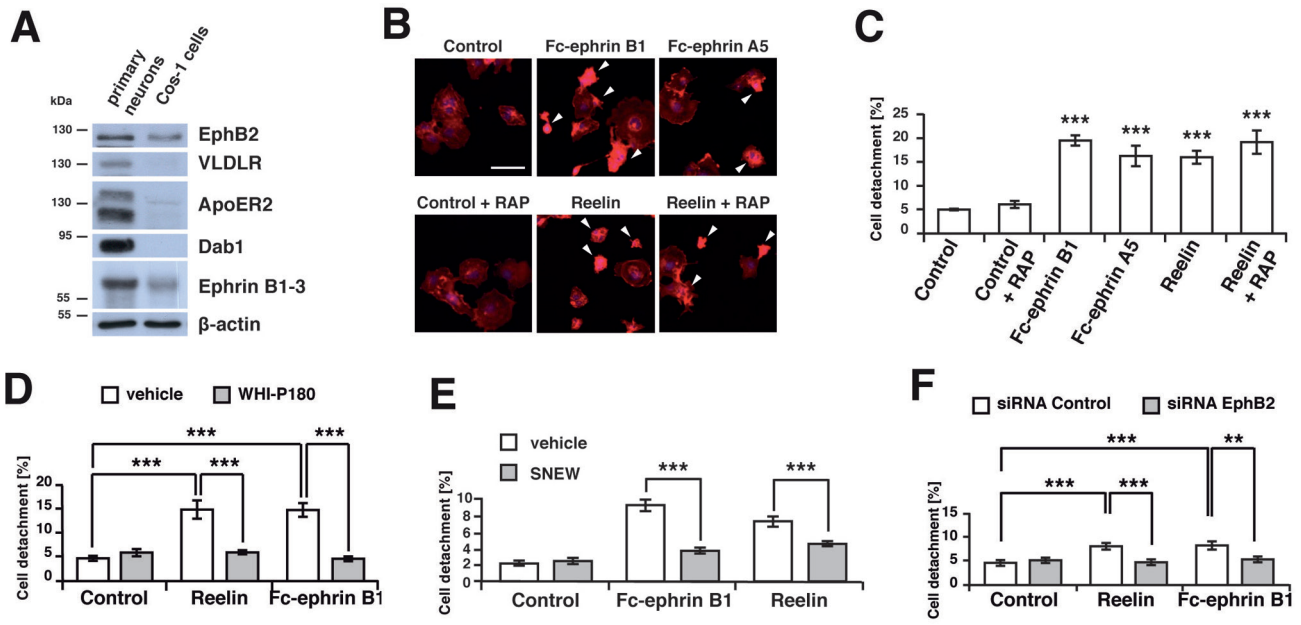 A
primary
neurons
Cos-1 cells
kDa
130
EphB2
130
VLDLR
130
ApoER2
95
Dab1
Ephrin B1-3
55
55
β-actin
B
Control
Fc-ephrin B1
Fc-ephrin A5
Control + RAP
Reelin
Reelin + RAP
C
Cell detachment [%]
25
20
15
10
5
0
***
***
***
***
Control
Control
+ RAP
Fc-ephrin B1
Fc-ephrin A5
Reelin
Reelin
+ RAP
D
vehicle
WHI-P180
***
***
***
***
Cell detachment [%]
20
15
10
5
0
Control
Reelin
Fc-ephrin B1
E
vehicle
SNEW
***
***
Cell detachment [%]
10
8
6
4
2
0
Control
Fc-ephrin B1
Reelin
F
siRNA Control
siRNA EphB2
***
**
***
***
Cell detachment [%]
15
10
5
0
Control
Reelin
Fc-ephrin B1